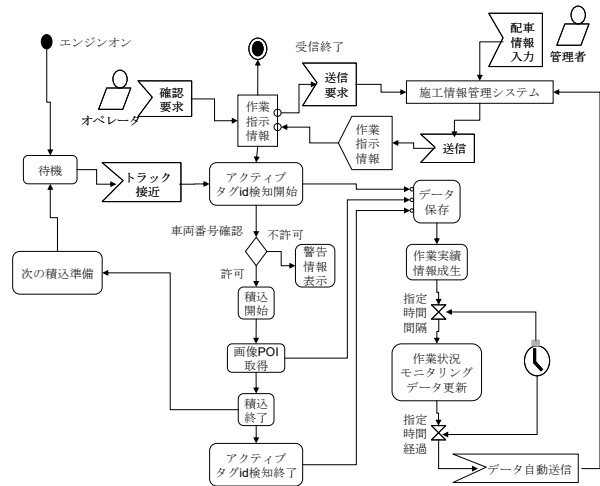 エンジンオン
受信終了
配車
情報
入力
管理者
オペレータ
確認
要求
作業
指示
情報
送信
要求
施工情報管理システム
作業
指示
情報
送信
待機
トラック
接近
アクティブ
タグid検知開始
データ
保存
車両番号確認
不許可
許可
警告
情報
表示
次の積込準備
作業実績
情報成生
積込
開始
指定
時間
間隔
画像POI
取得
作業状況
モニタリング
データ更新
積込
終了
指定
時間
経過
アクティブ
タグid検知終了
データ自動送信